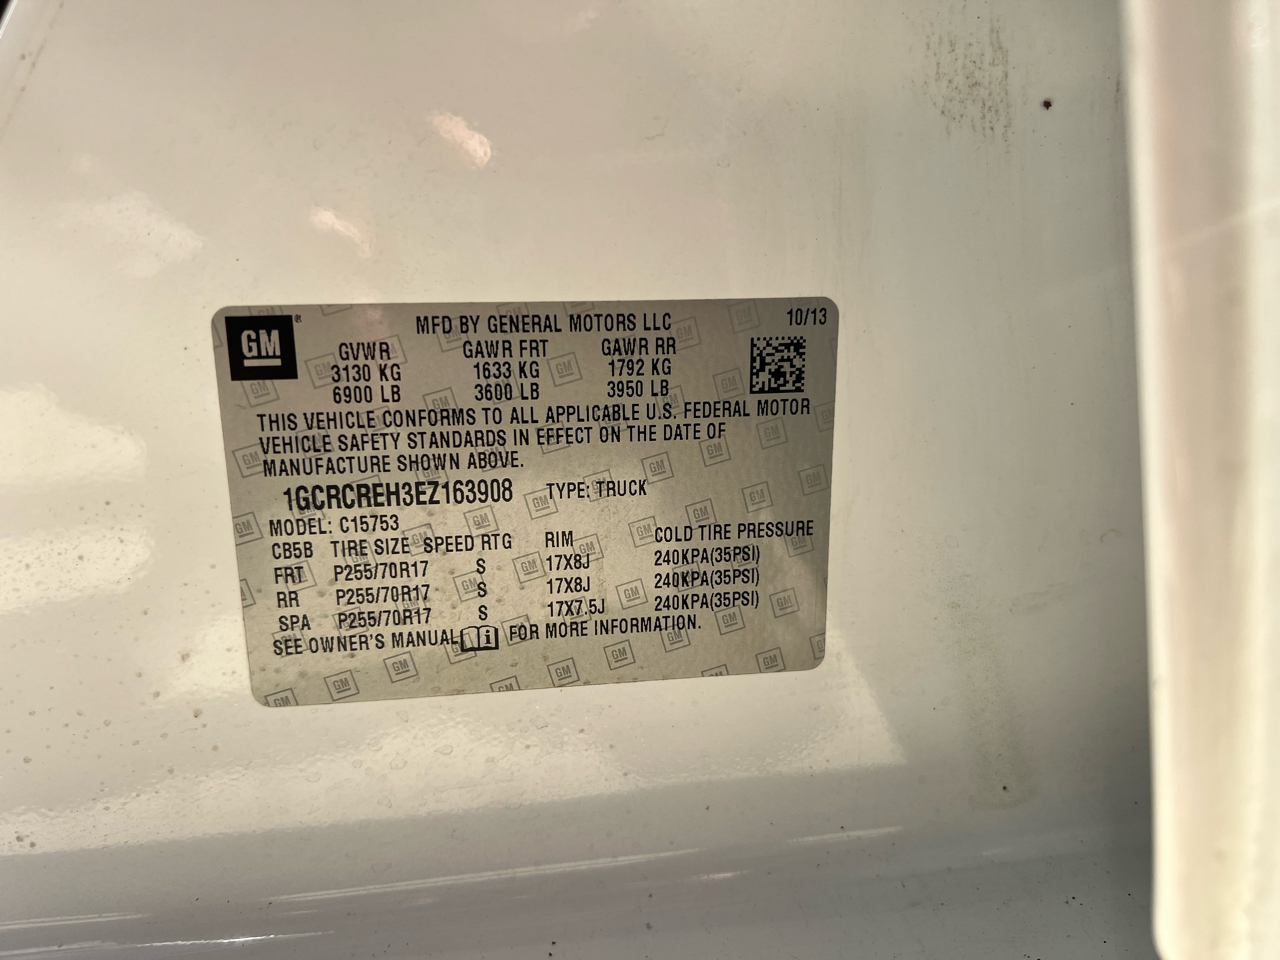 GM ® MFD BY GENERAL MOTORS LLC 10/13
GVWR GAWR FRT GAWR RR
3130 KG 1633 KG 1792 KG
6900 LB 3600 LB 3950 LB
THIS VEHICLE CONFORMS TO ALL APPLICABLE U.S. FEDERAL MOTOR
VEHICLE SAFETY STANDARDS IN EFFECT ON THE DATE OF
MANUFACTURE SHOWN ABOVE.
1GCRCREH3EZ163908 TYPE: TRUCK
MODEL: C15753
CB5B TIRE SIZE SPEED RTG RIM COLD TIRE PRESSURE
FRT P255/70R17 S 17X8J 240KPA(35PSI)
RR P255/70R17 S 17X8J 240KPA(35PSI)
SPA P255/70R17 S 17X7.5J 240KPA(35PSI)
SEE OWNER'S MANUAL FOR MORE INFORMATION.